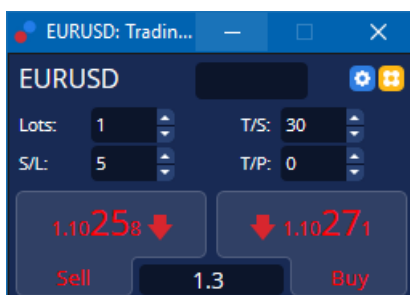 EURUSD: Tradin...
EURUSD
Lots: 1 T/S: 30
S/L: 5 T/P: 0
1.10258 1.10271
Sell 1.3 Buy